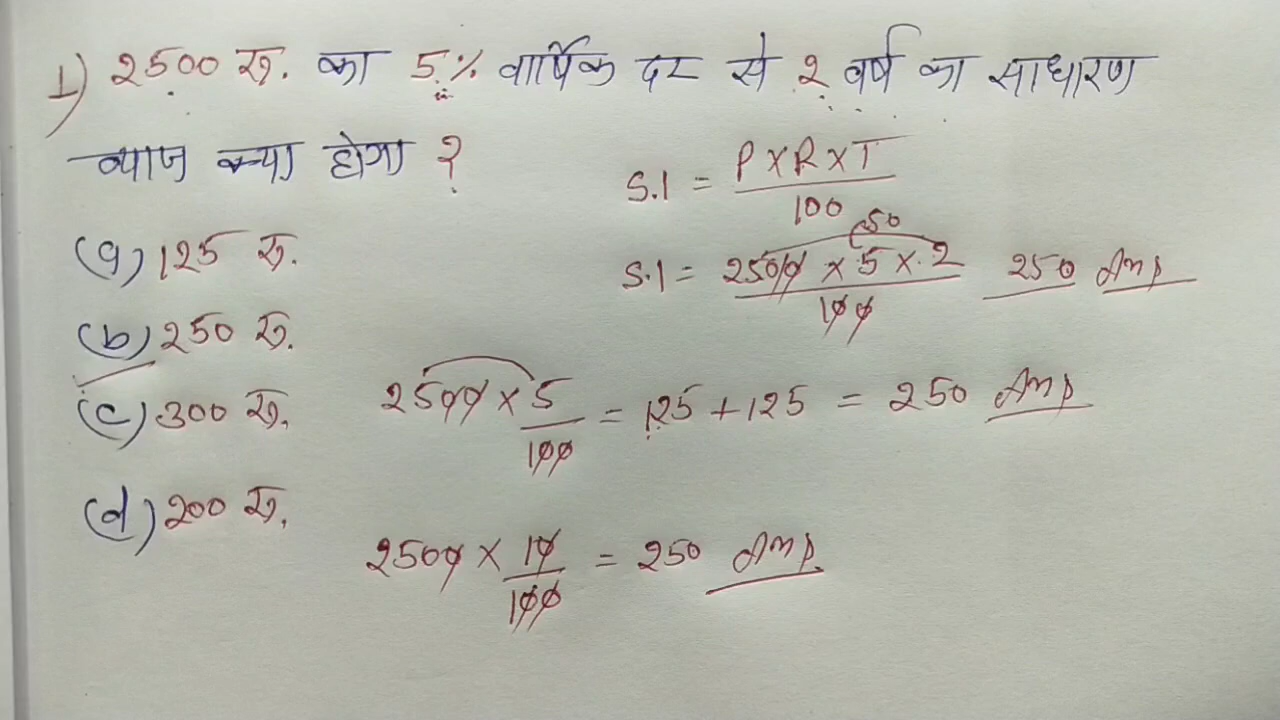 1) 2500 रु. का 5% वार्षिक दर से 2 वर्ष का साधारण
ब्याज क्या होगा ?
(a) 125 रु.
(b) 250 रु.
(c) 300 रु.
(d) 200 रु.
S.I = P×R×T
100
50
S.I = 2500 × 5 × 2 250 Ans
100
2500 × 5 = 125 + 125 = 250 Ans
100
2500 × 10 = 250 Ans
100